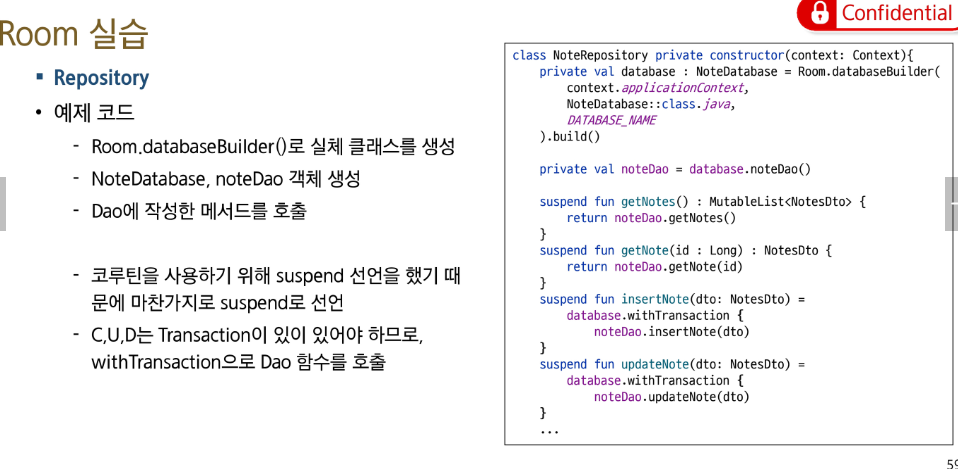 Confidential
Room 실습
Repository
예제 코드
- Room.databaseBuilder()로 실체 클래스를 생성
- NoteDatabase, noteDao 객체 생성
- Dao에 작성한 메서드를 호출
- 코루틴을 사용하기 위해 suspend 선언을 했기 때
문에 마찬가지로 suspend로 선언
- C,U,D는 Transaction이 있이 있어야 하므로,
withTransaction으로 Dao 함수를 호출
class NoteRepository private constructor(context: Context){
    private val database : NoteDatabase = Room.databaseBuilder(
        context.applicationContext,
        NoteDatabase::class.java,
        DATABASE_NAME
    ).build()
    private val noteDao = database.noteDao()
    suspend fun getNotes() : MutableList<NotesDto> {
        return noteDao.getNotes()
    }
    suspend fun getNote(id : Long) : NotesDto {
        return noteDao.getNote(id)
    }
    suspend fun insertNote(dto: NotesDto) =
        database.withTransaction {
            noteDao.insertNote(dto)
    }
    suspend fun updateNote(dto: NotesDto) =
        database.withTransaction {
            noteDao.updateNote(dto)
    }
    ...
59